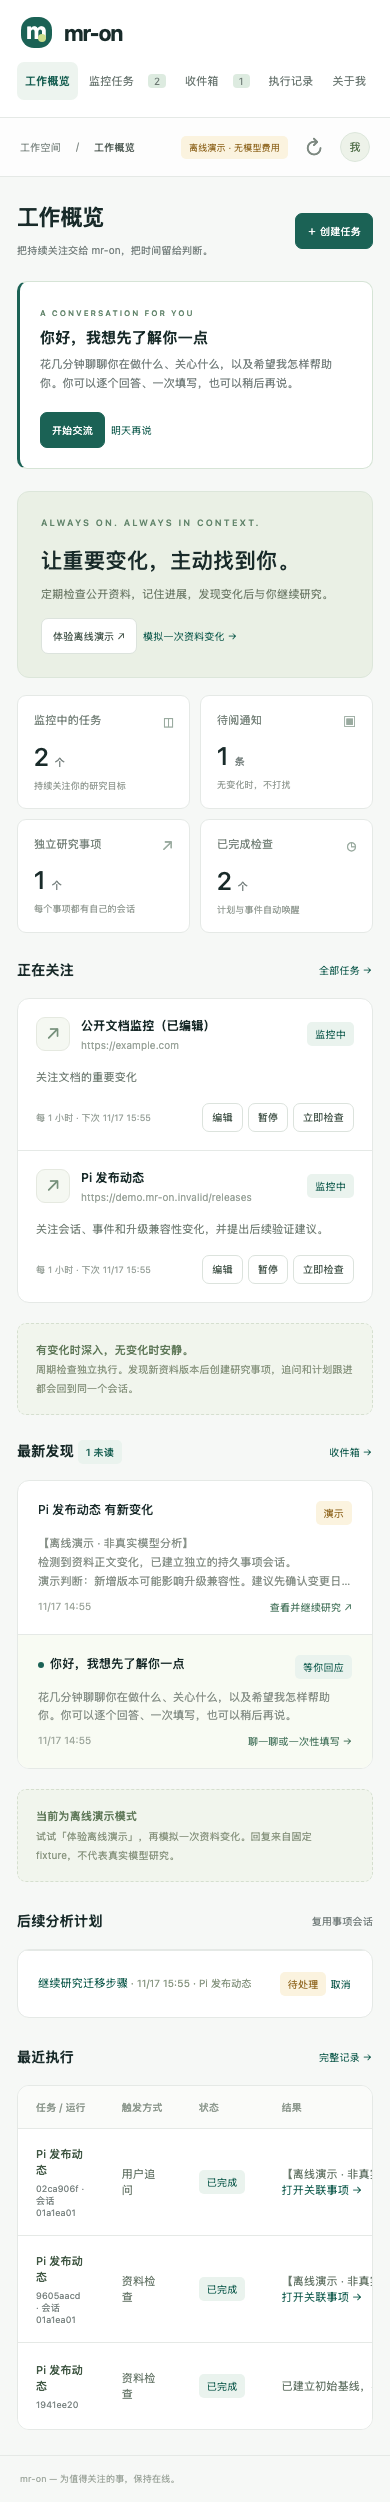 mr-on
工作概览 监控任务 2 收件箱 1 执行记录 关于我
工作空间 / 工作概览 离线演示 · 无模型费用 我
工作概览
把持续关注交给 mr-on，把时间留给判断。
+ 创建任务
A CONVERSATION FOR YOU
你好，我想先了解你一点
花几分钟聊聊你在做什么、关心什么，以及希望我怎样帮助
你。你可以逐个回答、一次填写，也可以稍后再说。
开始交流 明天再说
ALWAYS ON. ALWAYS IN CONTEXT.
让重要变化，主动找到你。
定期检查公开资料，记住进展，发现变化后与你继续研究。
体验离线演示 ↗ 模拟一次资料变化 →
监控中的任务
2 个
持续关注你的研究目标
待阅通知
1 条
无变化时，不打扰
独立研究事项
1 个
每个事项都有自己的会话
已完成检查
2 个
计划与事件自动唤醒
正在关注 全部任务 →
公开文档监控（已编辑） 监控中
https://example.com
关注文档的重要变化
每 1 小时 · 下次 11/17 15:55 编辑 暂停 立即检查
Pi 发布动态 监控中
https://demo.mr-on.invalid/releases
关注会话、事件和升级兼容性变化，并提出后续验证建议。
每 1 小时 · 下次 11/17 15:55 编辑 暂停 立即检查
有变化时深入，无变化时安静。
周期检查独立执行。发现新资料版本后创建研究事项，追问和计划跟进
都会回到同一个会话。
最新发现 1 未读 收件箱 →
Pi 发布动态 有新变化 演示
【离线演示 · 非真实模型分析】
检测到资料正文变化，已建立独立的持久事项会话。
演示判断：新增版本可能影响升级兼容性。建议先确认变更日...
11/17 14:55 查看并继续研究 ↗
你好，我想先了解你一点 等你回应
花几分钟聊聊你在做什么、关心什么，以及希望我怎样帮助
你。你可以逐个回答、一次填写，也可以稍后再说。
11/17 14:55 聊一聊或一次性填写 →
当前为离线演示模式
试试「体验离线演示」，再模拟一次资料变化。回复来自固定
fixture，不代表真实模型研究。
后续分析计划 复用事项会话
继续研究迁移步骤 · 11/17 15:55 · Pi 发布动态 待处理 取消
最近执行 完整记录 →
任务 / 运行 触发方式 状态 结果
Pi 发布动
态
02ca906f ·
会话
01a1ea01
用户追
问
已完成
【离线演示 · 非真
打开关联事项 →
Pi 发布动
态
9605aacd
· 会话
01a1ea01
资料检
查
已完成
【离线演示 · 非真
打开关联事项 →
Pi 发布动
态
1941ee20
资料检
查
已完成
已建立初始基线，
mr-on — 为值得关注的事，保持在线。